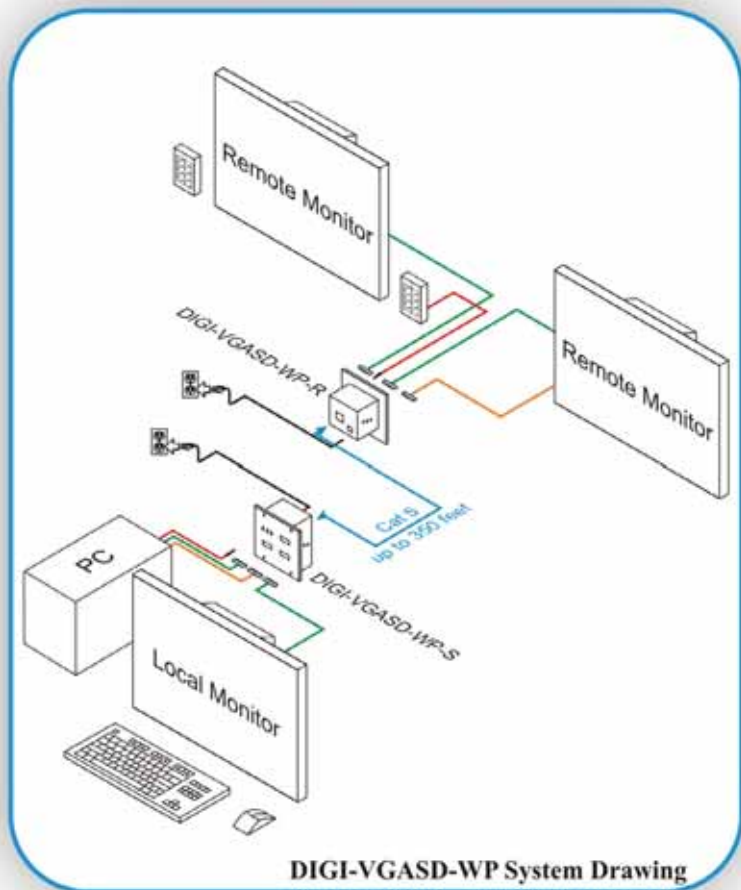 Remote Monitor
DIGI-VGASD-WP-R
Remote Monitor
Cat 5
up to 350 feet
PC
DIGI-VGASD-WP-S
Local Monitor
DIGI-VGASD-WP System Drawing